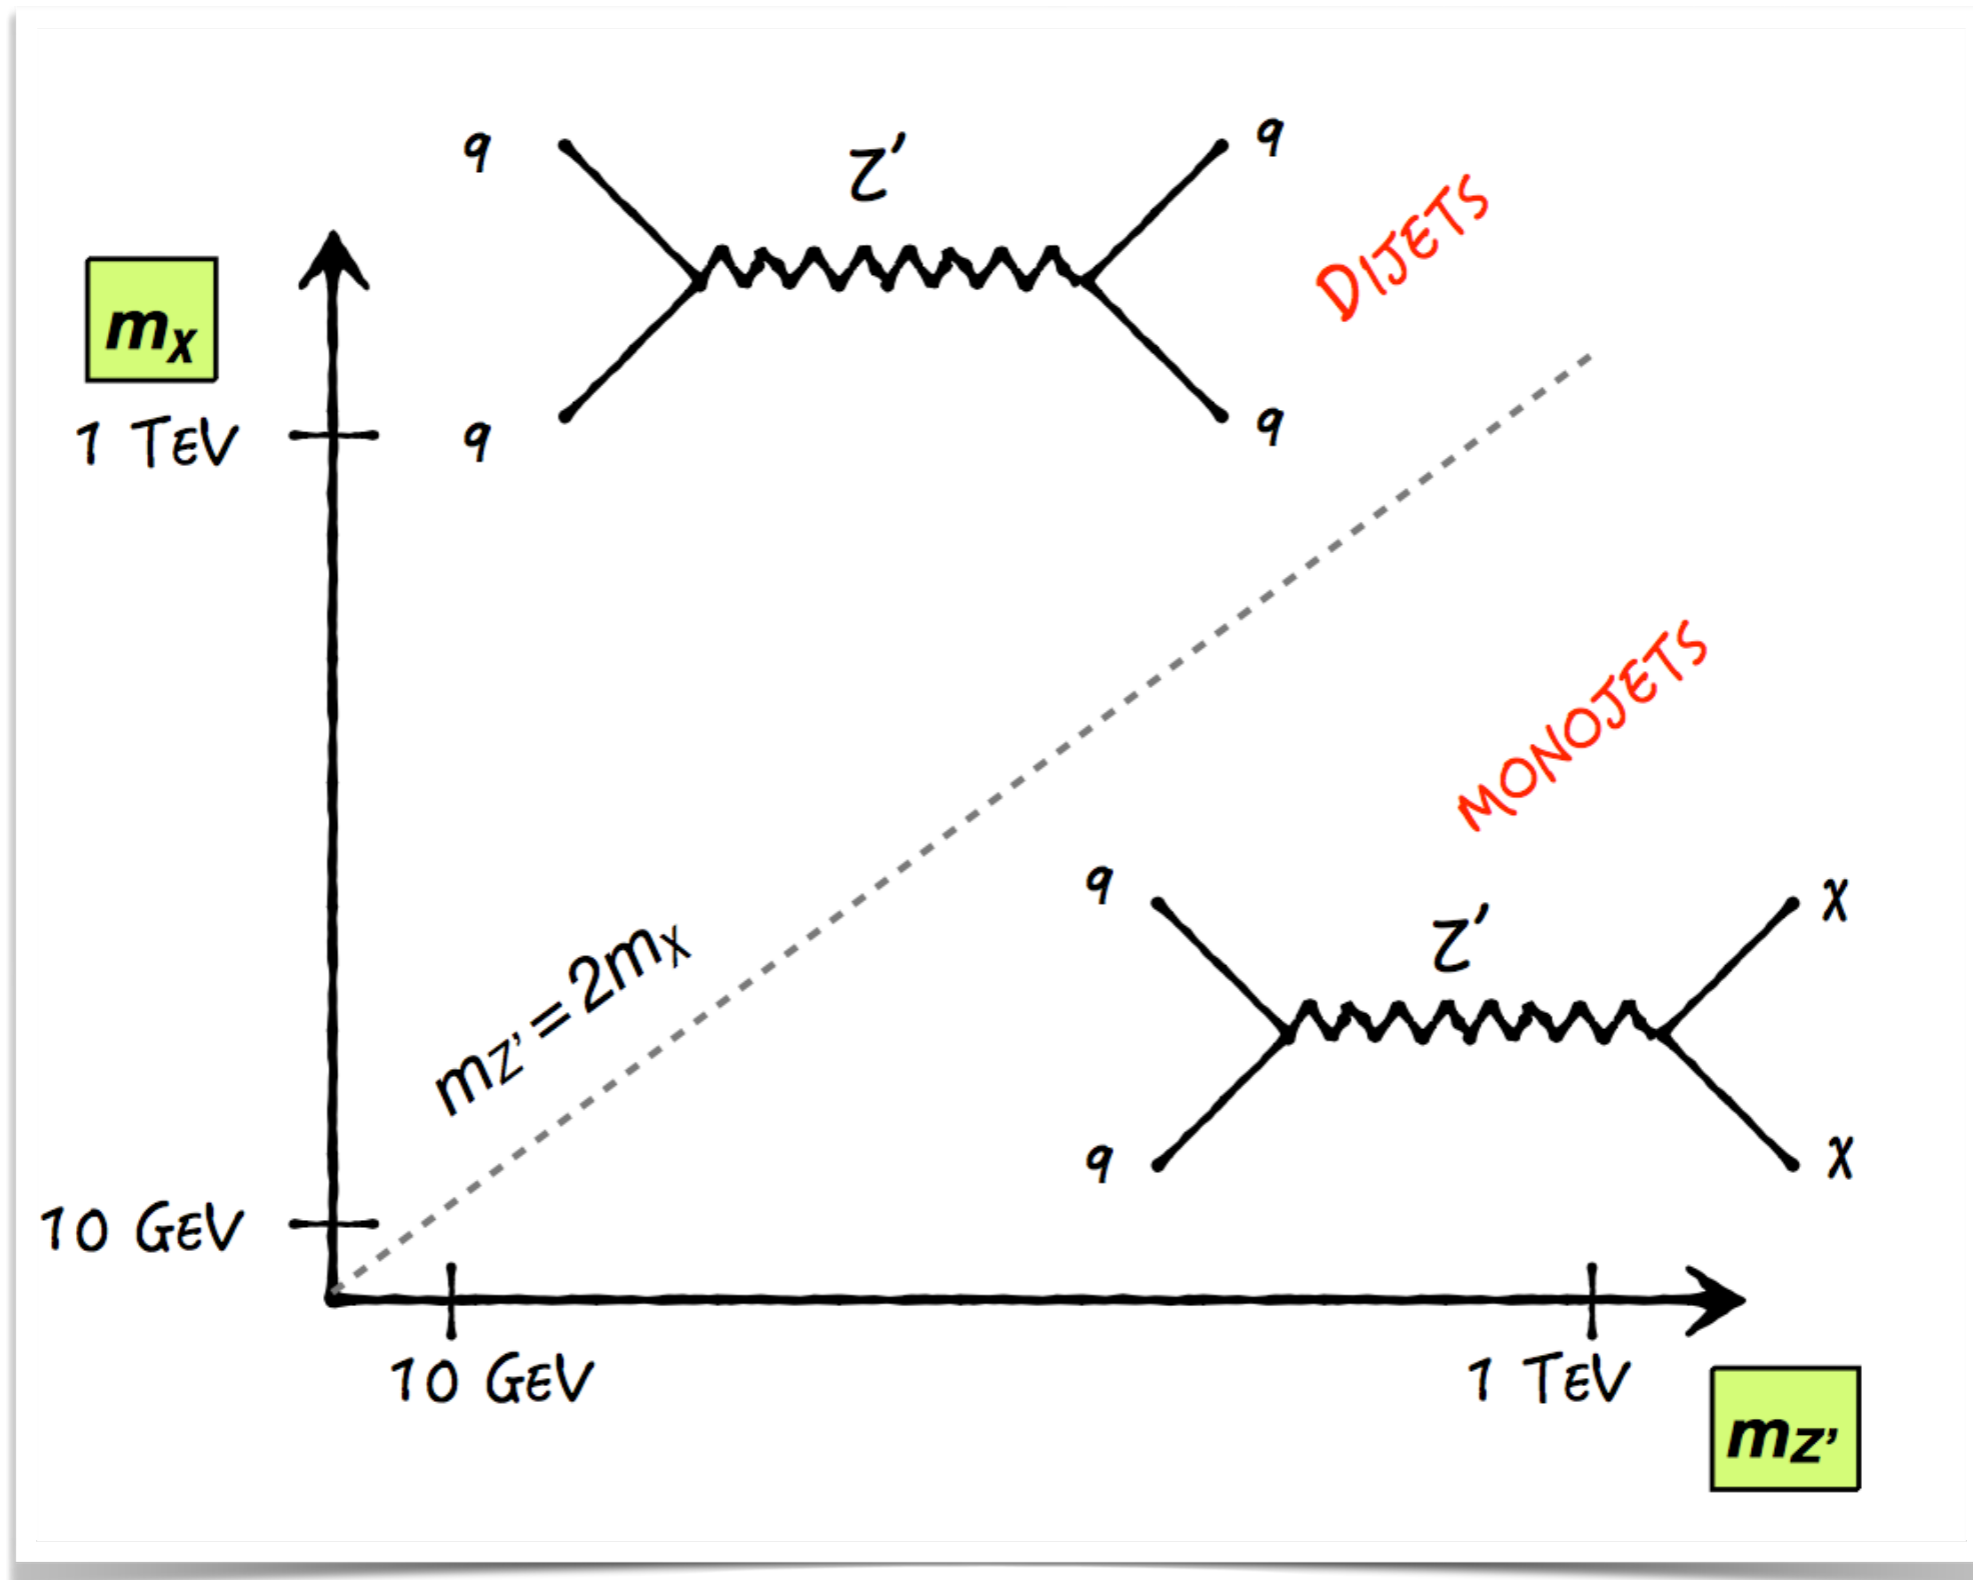 q
Z'
q
DIJETS
mχ
1 TeV
q
q
MONOJETS
q
Z'
χ
mZ'=2mχ
q
χ
10 GeV
10 GeV
1 TeV
mZ'